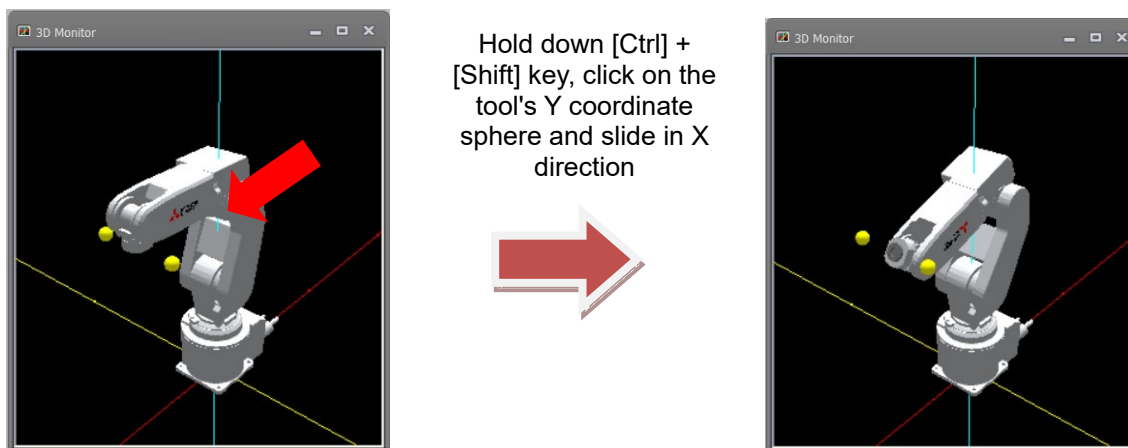 3D Monitor
Hold down [Ctrl] +
[Shift] key, click on the
tool's Y coordinate
sphere and slide in X
direction
3D Monitor